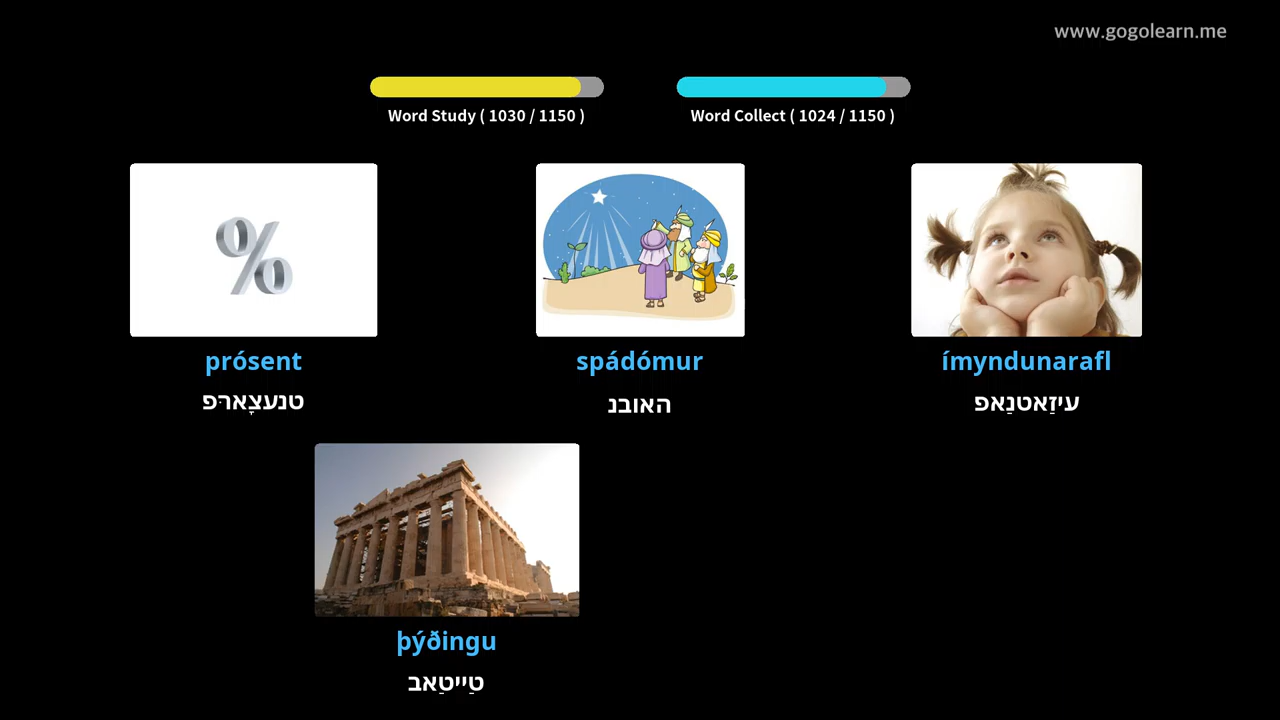 www.gogolearn.me
Word Study ( 1030 / 1150 )
Word Collect ( 1024 / 1150 )
prósent
spádómur
ímyndunarafl
טנעצָארּפ
האובנ
עיזַאטנַאפ
þýðingu
טַייטַאב